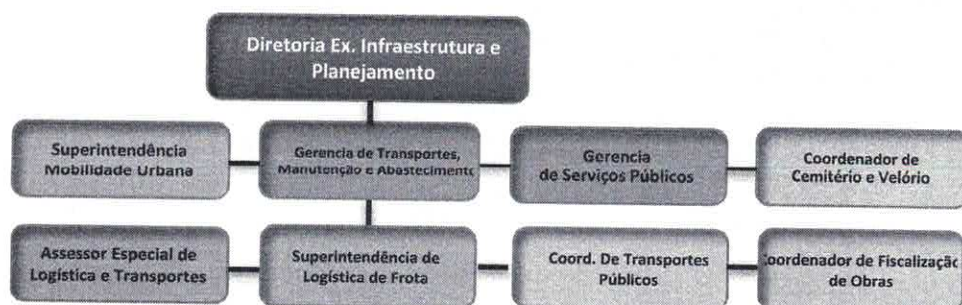 Diretoria Ex. Infraestrutura e
Planejamento
Superintendência
Mobilidade Urbana
Gerencia de Transportes,
Manutenção e Abastecimento
Gerencia
de Serviços Públicos
Coordenador de
Cemitério e Velório
Assessor Especial de
Logística e Transportes
Superintendência de
Logística de Frota
Coord. De Transportes
Públicos
Coordenador de Fiscalização
de Obras